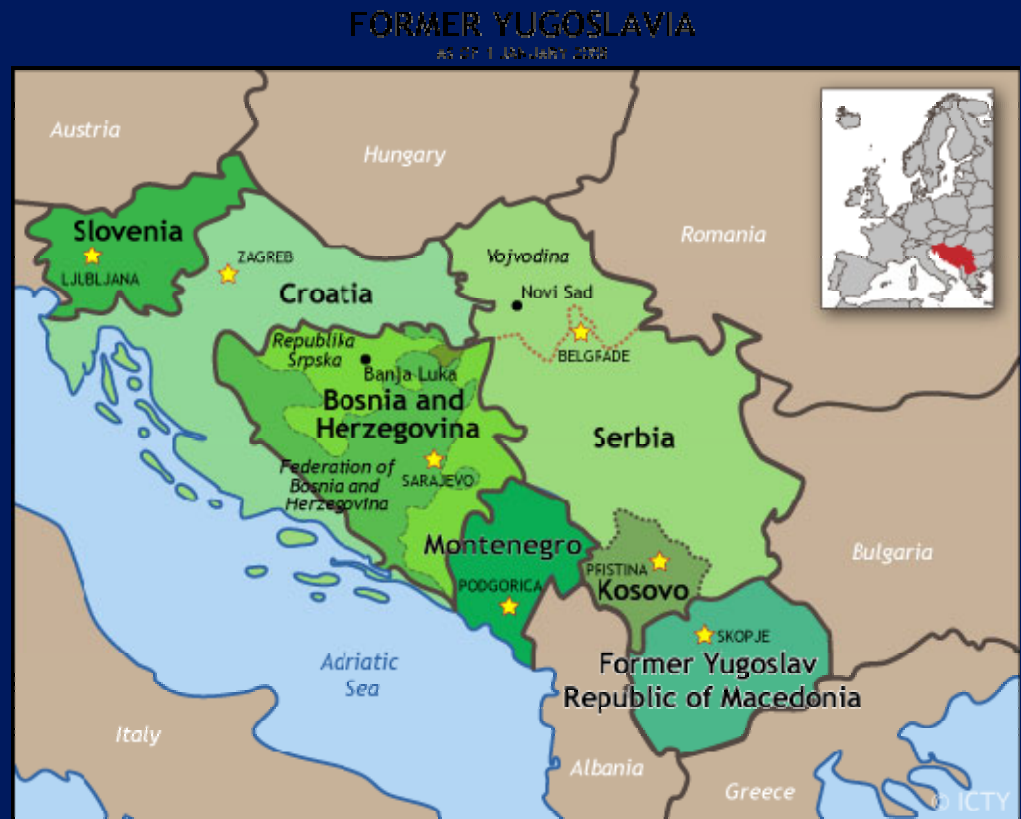 FORMER YUGOSLAVIA
Austria
Hungary
Romania
Slovenia
LJUBLJANA
ZAGREB
Croatia
Vojvodina
Novi Sad
BELGRADE
Republika
Srpska
Banja Luka
Bosnia and
Herzegovina
Serbia
Federation of
Bosnia and
Herzegovina
SARAJEVO
Montenegro
PODGORICA
PRISTINA
Kosovo
Bulgaria
SKOPJE
Former Yugoslav
Republic of Macedonia
Adriatic
Sea
Italy
Albania
Greece
© ICTY